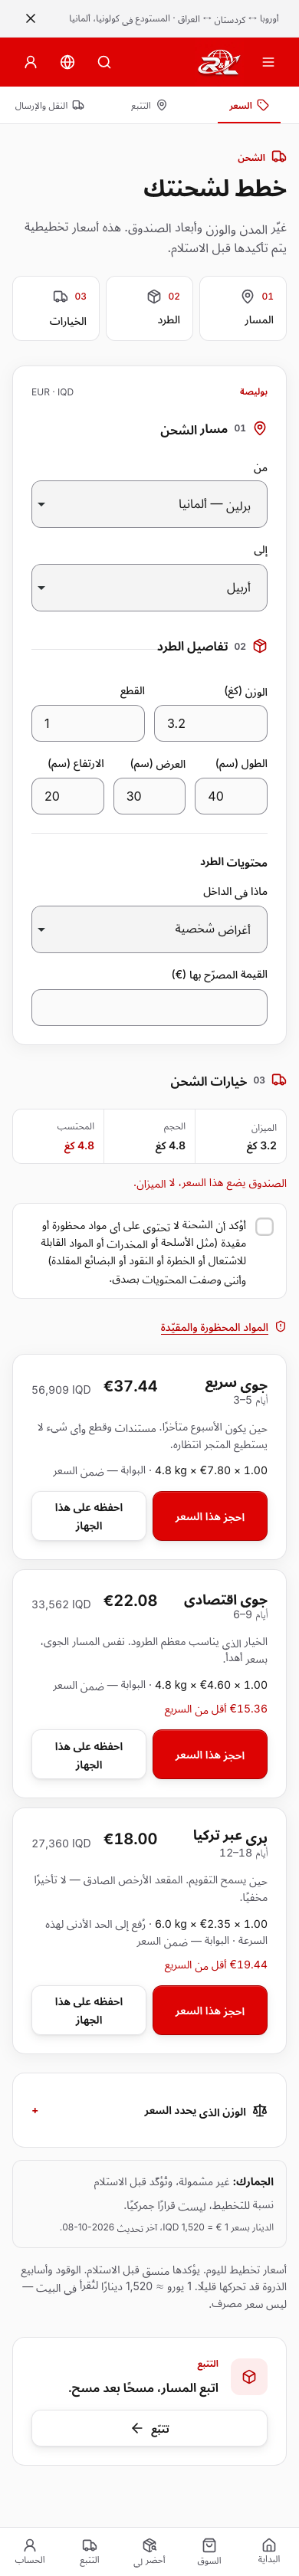 أوروبا ↔ كردستان ↔ العراق · المستودع في كولونيا، ألمانيا
السعر
التتبع
النقل والإرسال
الشحن
خطط لشحنتك
غيّر المدن والوزن وأبعاد الصندوق. هذه أسعار تخطيطية
يتم تأكيدها قبل الاستلام.
01
المسار
02
الطرد
03
الخيارات
بوليصة
EUR · IQD
01 مسار الشحن
من
برلين — ألمانيا
إلى
أربيل
02 تفاصيل الطرد
الوزن (كغ)
القطع
3.2
1
الطول (سم)
العرض (سم)
الارتفاع (سم)
40
30
20
محتويات الطرد
ماذا في الداخل
أغراض شخصية
القيمة المصرّح بها (€)
03 خيارات الشحن
الميزان
الحجم
المحتسب
3.2 كغ
4.8 كغ
4.8 كغ
الصندوق يضع هذا السعر، لا الميزان.
أؤكد أن الشحنة لا تحتوي على أي مواد محظورة أو
مقيدة (مثل الأسلحة أو المخدرات أو المواد القابلة
للاشتعال أو الخطرة أو النقود أو البضائع المقلدة)
وأنني وصفت المحتويات بصدق.
المواد المحظورة والمقيّدة
جوي سريع
€37.44
56,909 IQD
3–5 أيام
حين يكون الأسبوع متأخرًا. مستندات وقطع وأي شيء لا
يستطيع المتجر انتظاره.
4.8 kg × €7.80 × 1.00 · البوابة — ضمن السعر
احجز هذا السعر
احفظه على هذا
الجهاز
جوي اقتصادي
€22.08
33,562 IQD
6–9 أيام
الخيار الذي يناسب معظم الطرود. نفس المسار الجوي،
بسعر أهدأ.
4.8 kg × €4.60 × 1.00 · البوابة — ضمن السعر
€15.36 أقل من السريع
احجز هذا السعر
احفظه على هذا
الجهاز
بري عبر تركيا
€18.00
27,360 IQD
12–18 أيام
حين يسمح التقويم. المقعد الأرخص الصادق — لا تأخيرًا
مخفيًا.
6.0 kg × €2.35 × 1.00 · رُفع إلى الحد الأدنى لهذه
السرعة · البوابة — ضمن السعر
€19.44 أقل من السريع
احجز هذا السعر
احفظه على هذا
الجهاز
الوزن الذي يحدد السعر
+
الجمارك: غير مشمولة، وتُؤكَّد قبل الاستلام
نسبة للتخطيط، ليست قرارًا جمركيًا.
الدينار بسعر 1 € = 1,520 IQD، آخر تحديث 2026-10-08.
أسعار تخطيط اليوم. يؤكدها منسق قبل الاستلام. الوقود وأسابيع
الذروة قد تحركها قليلًا. 1 يورو ≈ 1,520 دينارًا لتُقرأ في البيت —
ليس سعر مصرف.
التتبع
اتبع المسار، مسحًا بعد مسح.
تتبّع
البداية
السوق
أحضر لي
التتبع
الحساب